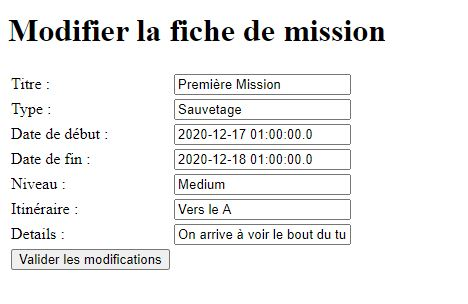 Modifier la fiche de mission
Titre : Première Mission
Type : Sauvetage
Date de début : 2020-12-17 01:00:00.0
Date de fin : 2020-12-18 01:00:00.0
Niveau : Medium
Itinéraire : Vers le A
Details : On arrive à voir le bout du tu
Valider les modifications